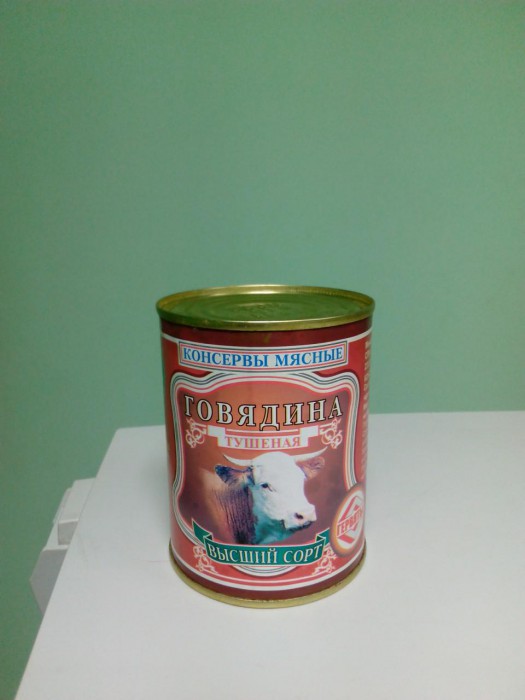 КОНСЕРВЫ МЯСНЫЕ
ГОВЯДИНА
ТУШЕНАЯ
ВЫСШИЙ СОРТ